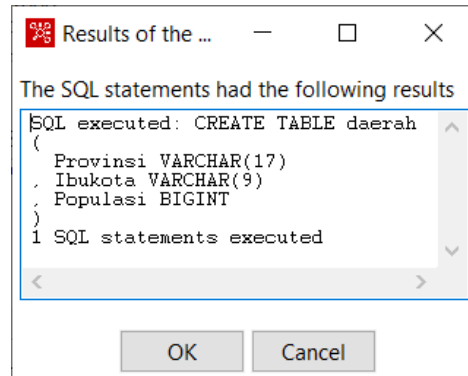 Results of the ...
The SQL statements had the following results
SQL executed: CREATE TABLE daerah
(
  Provinsi VARCHAR(17)
, Ibukota VARCHAR(9)
, Populasi BIGINT
)
1 SQL statements executed
OK
Cancel